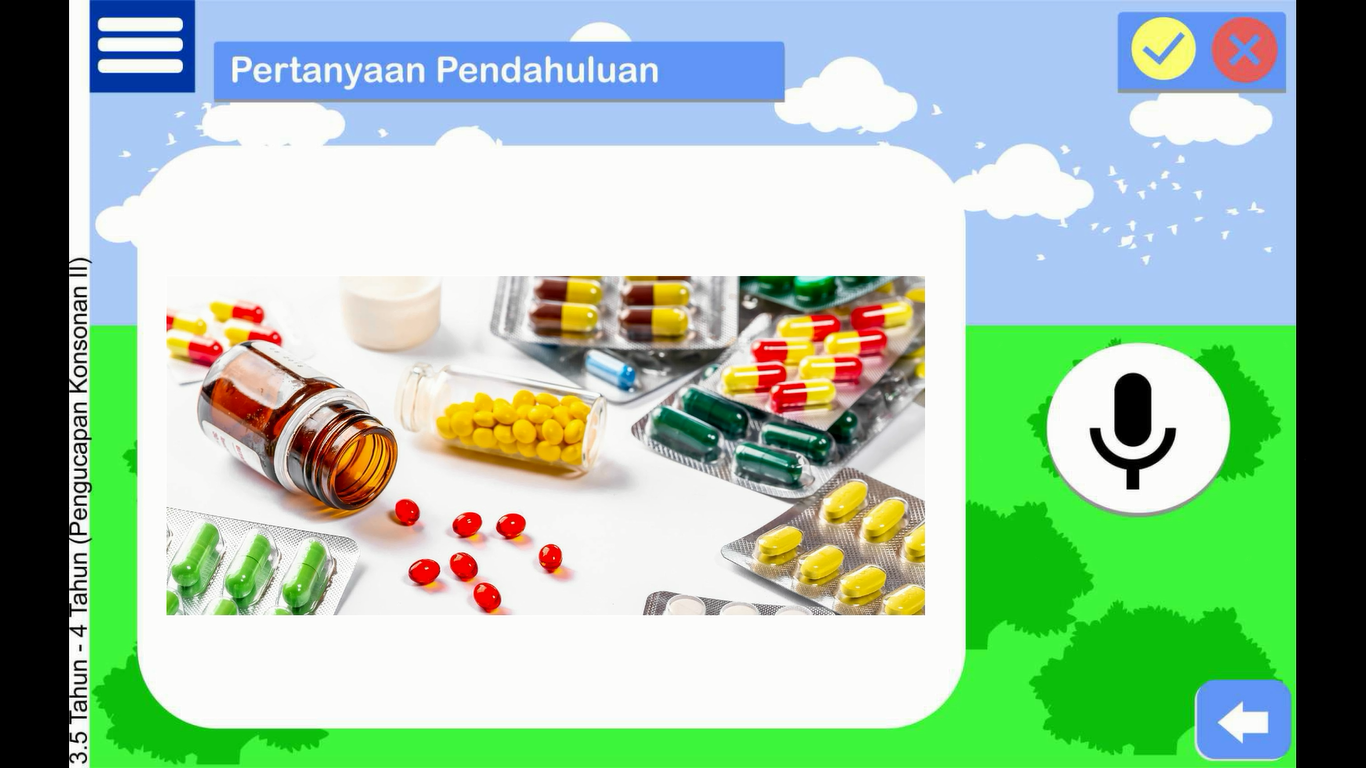 Pertanyaan Pendahuluan
3.5 Tahun - 4 Tahun (Pengucapan Konsonan II)